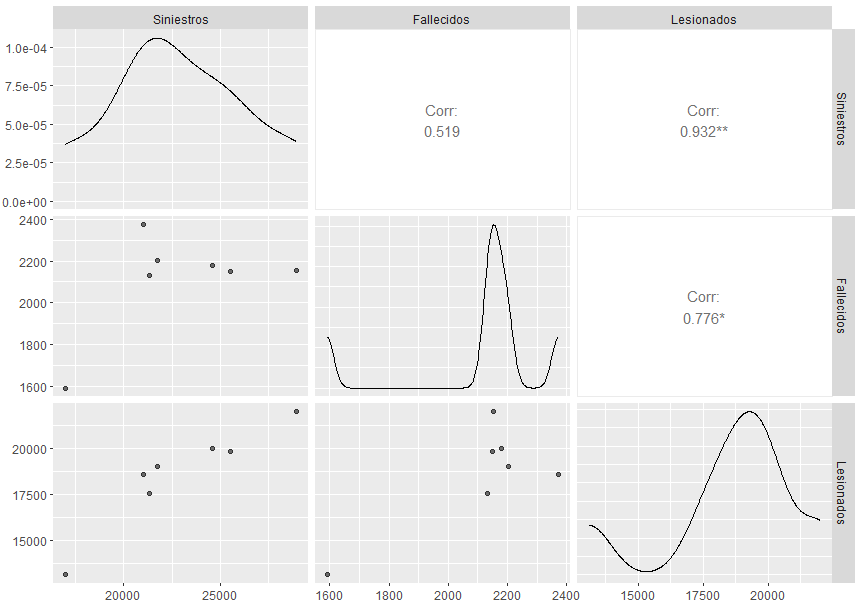 Siniestros
Fallecidos
Lesionados
1.0e-04
7.5e-05
5.0e-05
2.5e-05
0.0e+00
Corr:
0.519
Corr:
0.932**
Siniestros
2400
2200
2000
1800
1600
Corr:
0.776*
Fallecidos
20000
17500
15000
Lesionados
20000
25000
1600
1800
2000
2200
2400
15000
17500
20000